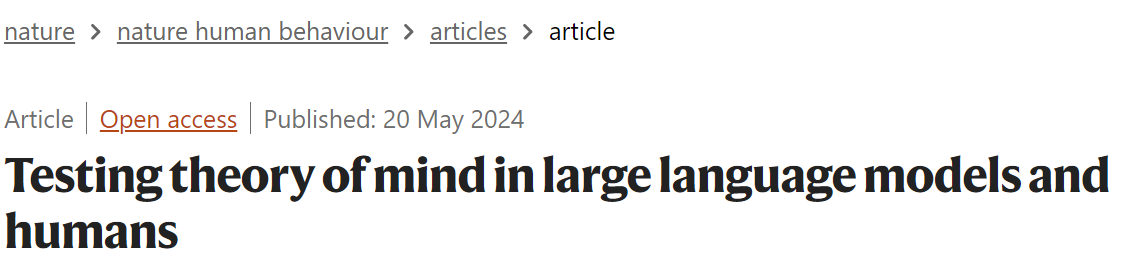 nature > nature human behaviour > articles > article
Article | Open access | Published: 20 May 2024
Testing theory of mind in large language models and
humans